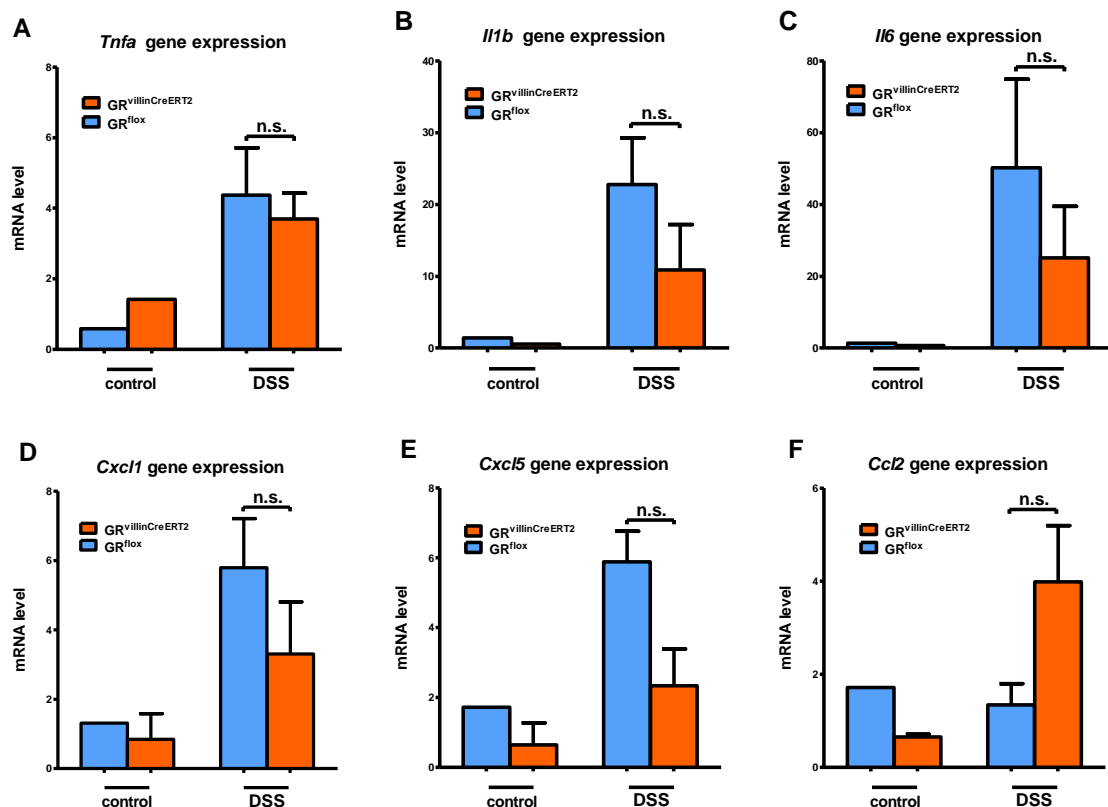 A
Tnfa gene expression
8
6
4
2
0
mRNA level
GRvillinCreERT2
GRflox
n.s.
control
DSS
B
Il1b gene expression
40
30
20
10
0
mRNA level
GRvillinCreERT2
GRflox
n.s.
control
DSS
C
Il6 gene expression
80
60
40
20
0
mRNA level
GRvillinCreERT2
GRflox
n.s.
control
DSS
D
Cxcl1 gene expression
8
6
4
2
0
mRNA level
GRvillinCreERT2
GRflox
n.s.
control
DSS
E
Cxcl5 gene expression
8
6
4
2
0
mRNA level
GRvillinCreERT2
GRflox
n.s.
control
DSS
F
Ccl2 gene expression
6
4
2
0
mRNA level
GRvillinCreERT2
GRflox
n.s.
control
DSS